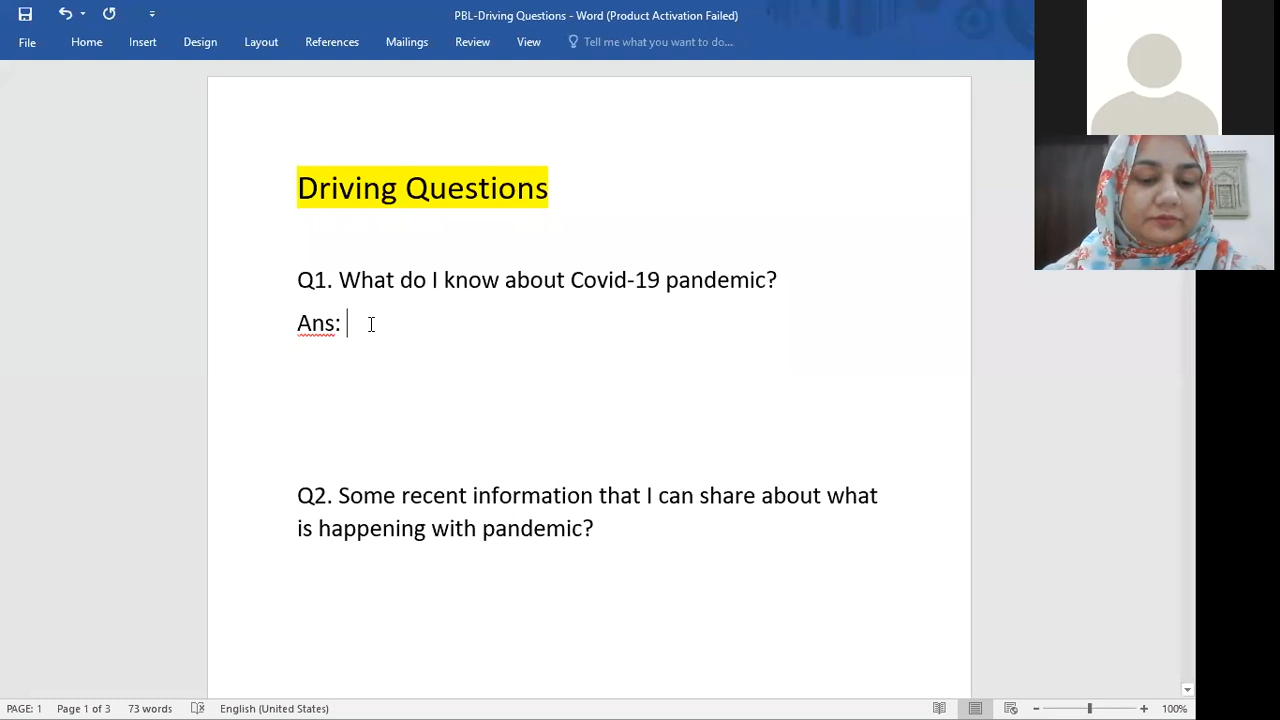 PBL-Driving Questions - Word (Product Activation Failed)
File Home Insert Design Layout References Mailings Review View Tell me what you want to do...
Driving Questions
Q1. What do I know about Covid-19 pandemic?
Ans:
Q2. Some recent information that I can share about what
is happening with pandemic?
PAGE: 1 Page 1 of 3 73 words English (United States) 100%